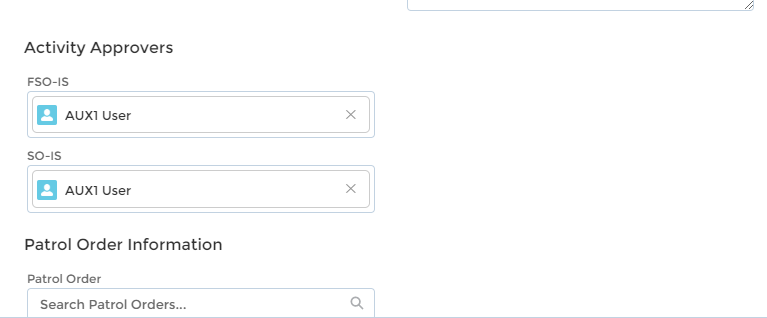 Activity Approvers
FSO-IS
AUX1 User
SO-IS
AUX1 User
Patrol Order Information
Patrol Order
Search Patrol Orders...